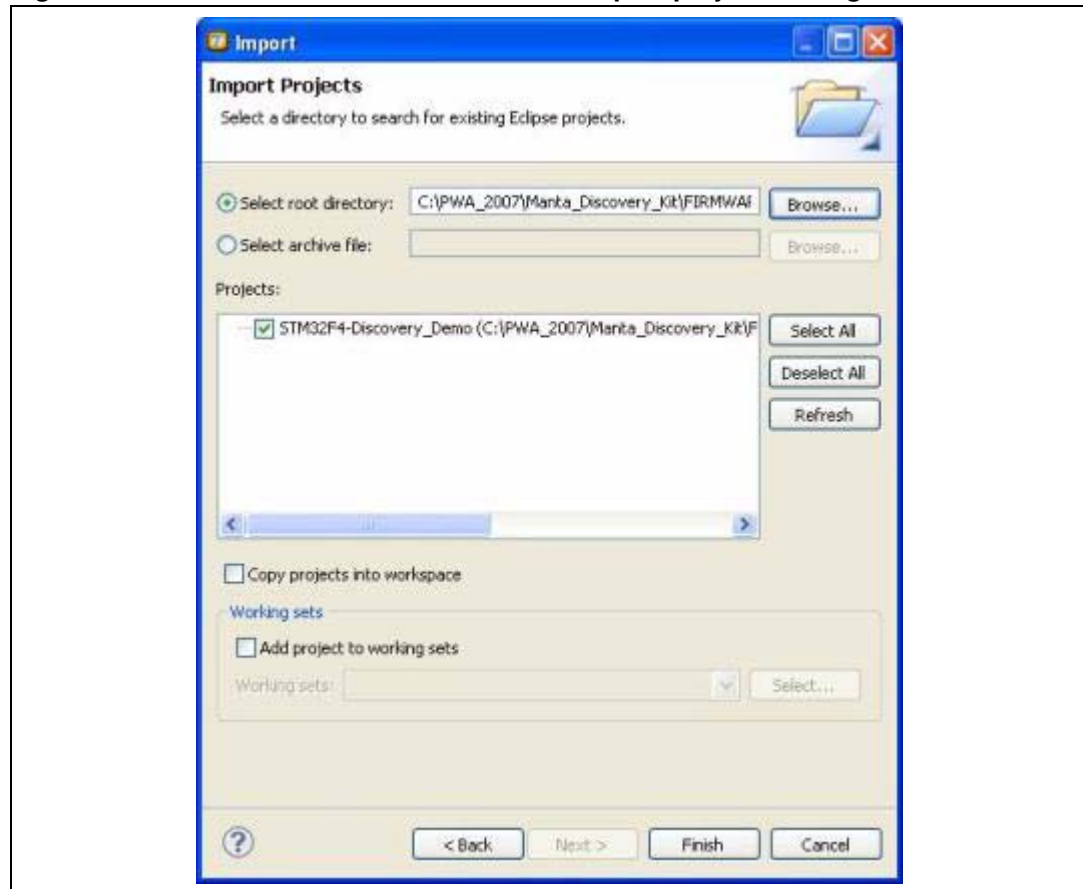 Import
Import Projects
Select a directory to search for existing Eclipse projects.
Select root directory: C:\PWA_2007\Manta_Discovery_Kit\FIRMWAR Browse...
Select archive file: Browse...
Projects:
STM32F4-Discovery_Demo (C:\PWA_2007\Manta_Discovery_Kit\F
Select All
Deselect All
Refresh
Copy projects into workspace
Working sets
Add project to working sets
Working sets: Select...
? < Back Next > Finish Cancel